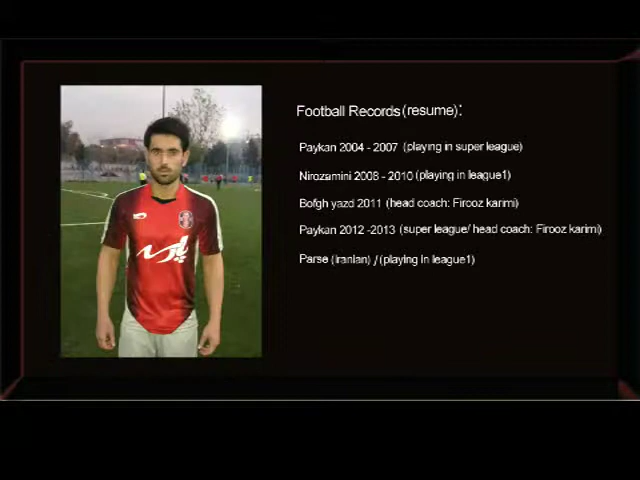 Football Records(resume):
Paykan 2004 - 2007 (playing in super league)
Nirozamini 2008 - 2010 (playing in league1)
Bofgh yazd 2011 (head coach: Firooz karimi)
Paykan 2012 -2013 (super league/ head coach: Firooz karimi)
Parse (Iranian) / (playing in league1)
پارسه